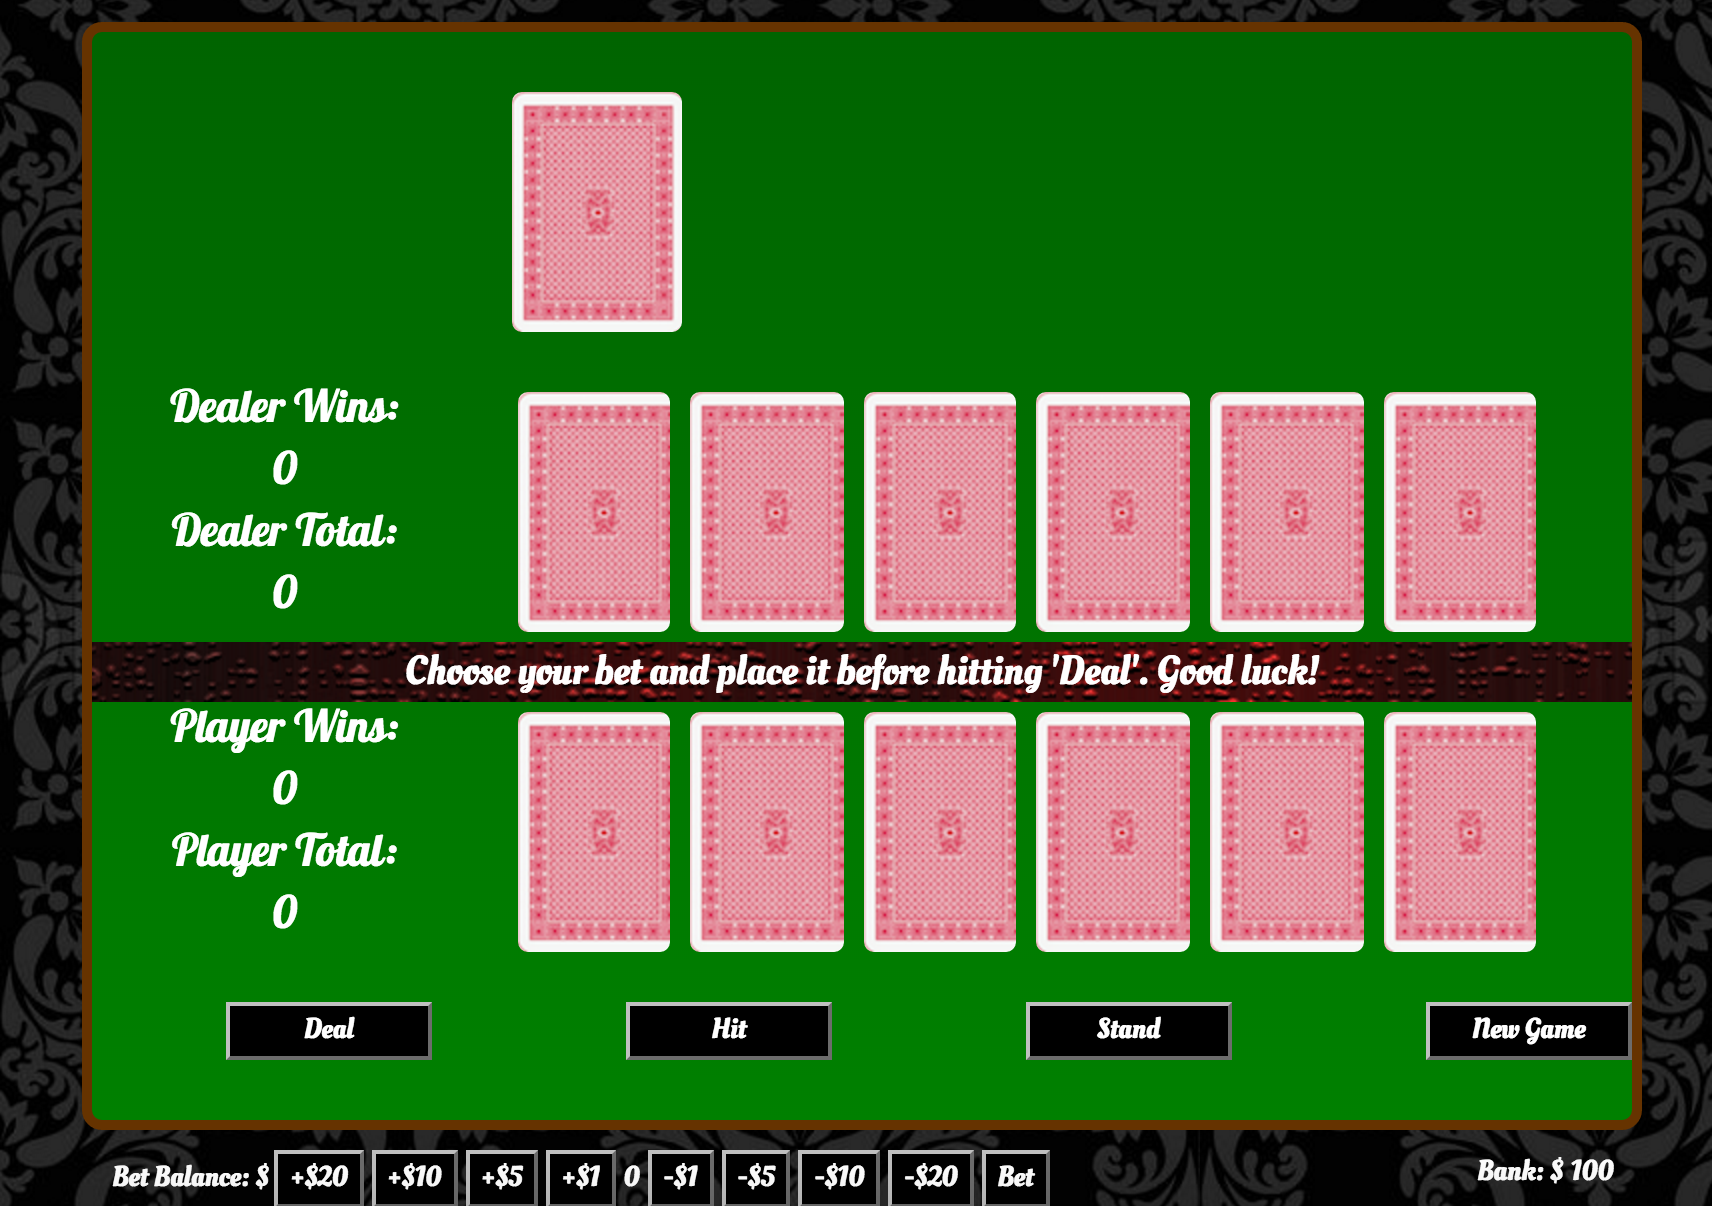 Dealer Wins:
0
Dealer Total:
0
Choose your bet and place it before hitting 'Deal'. Good luck!
Player Wins:
0
Player Total:
0
Deal Hit Stand New Game
Bet Balance: $ +$20 +$10 +$5 +$1 0 -$1 -$5 -$10 -$20 Bet Bank: $ 100